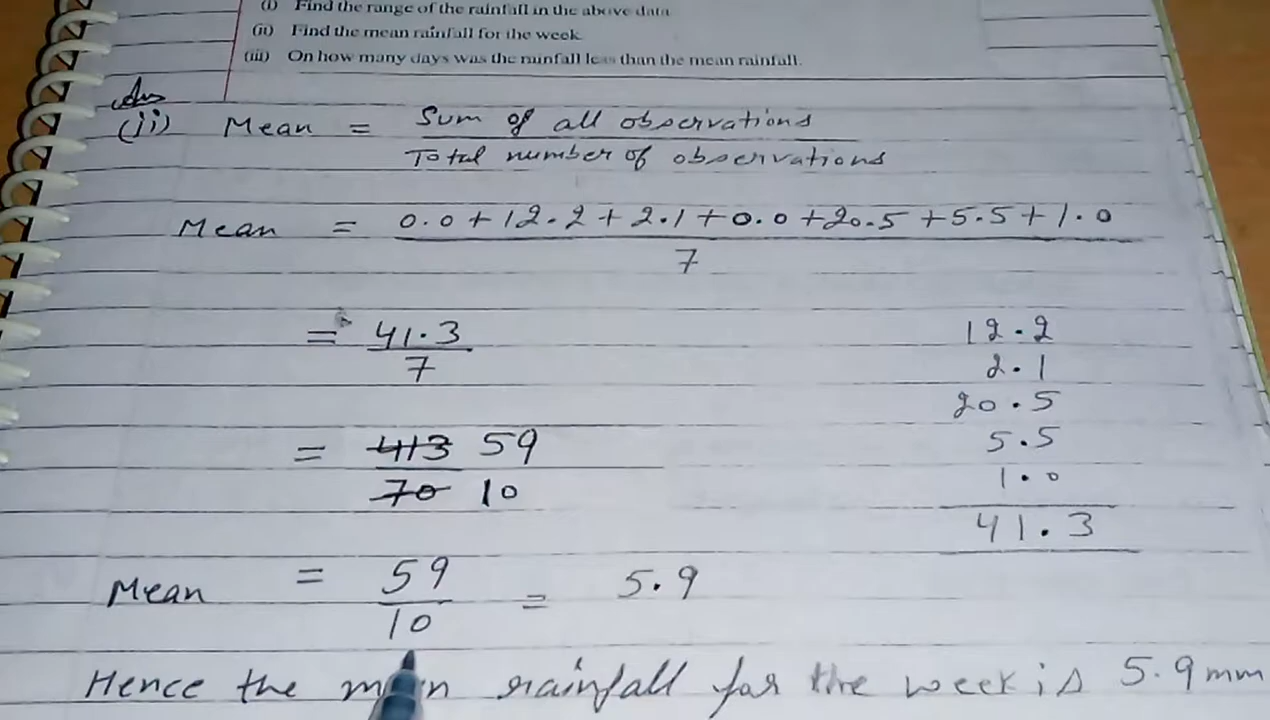 (i) Find the range of the rainfall in the above data
(ii) Find the mean rainfall for the week.
(iii) On how many days was the rainfall less than the mean rainfall.
Ans
(ii) Mean = Sum of all observations
Total number of observations
Mean = 0.0 + 12.2 + 2.1 + 0.0 + 20.5 + 5.5 + 1.0
7
= 41.3
7
= 413 59
70 10
12.2
2.1
20.5
5.5
1.0
41.3
Mean = 59 = 5.9
10
Hence the rainfall for the week is 5.9 mm